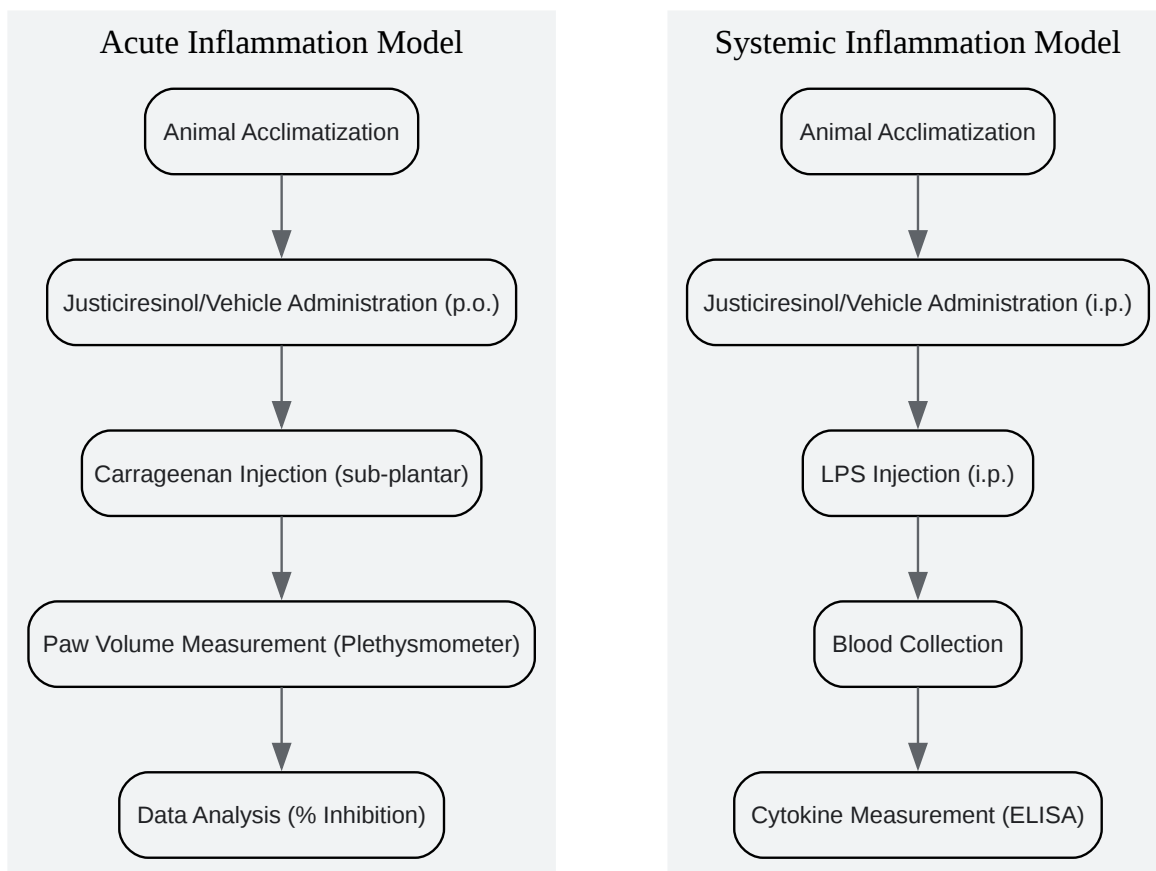 Acute Inflammation Model
Animal Acclimatization
Justiciresinol/Vehicle Administration (p.o.)
Carrageenan Injection (sub-plantar)
Paw Volume Measurement (Plethysmometer)
Data Analysis (% Inhibition)
Systemic Inflammation Model
Animal Acclimatization
Justiciresinol/Vehicle Administration (i.p.)
LPS Injection (i.p.)
Blood Collection
Cytokine Measurement (ELISA)